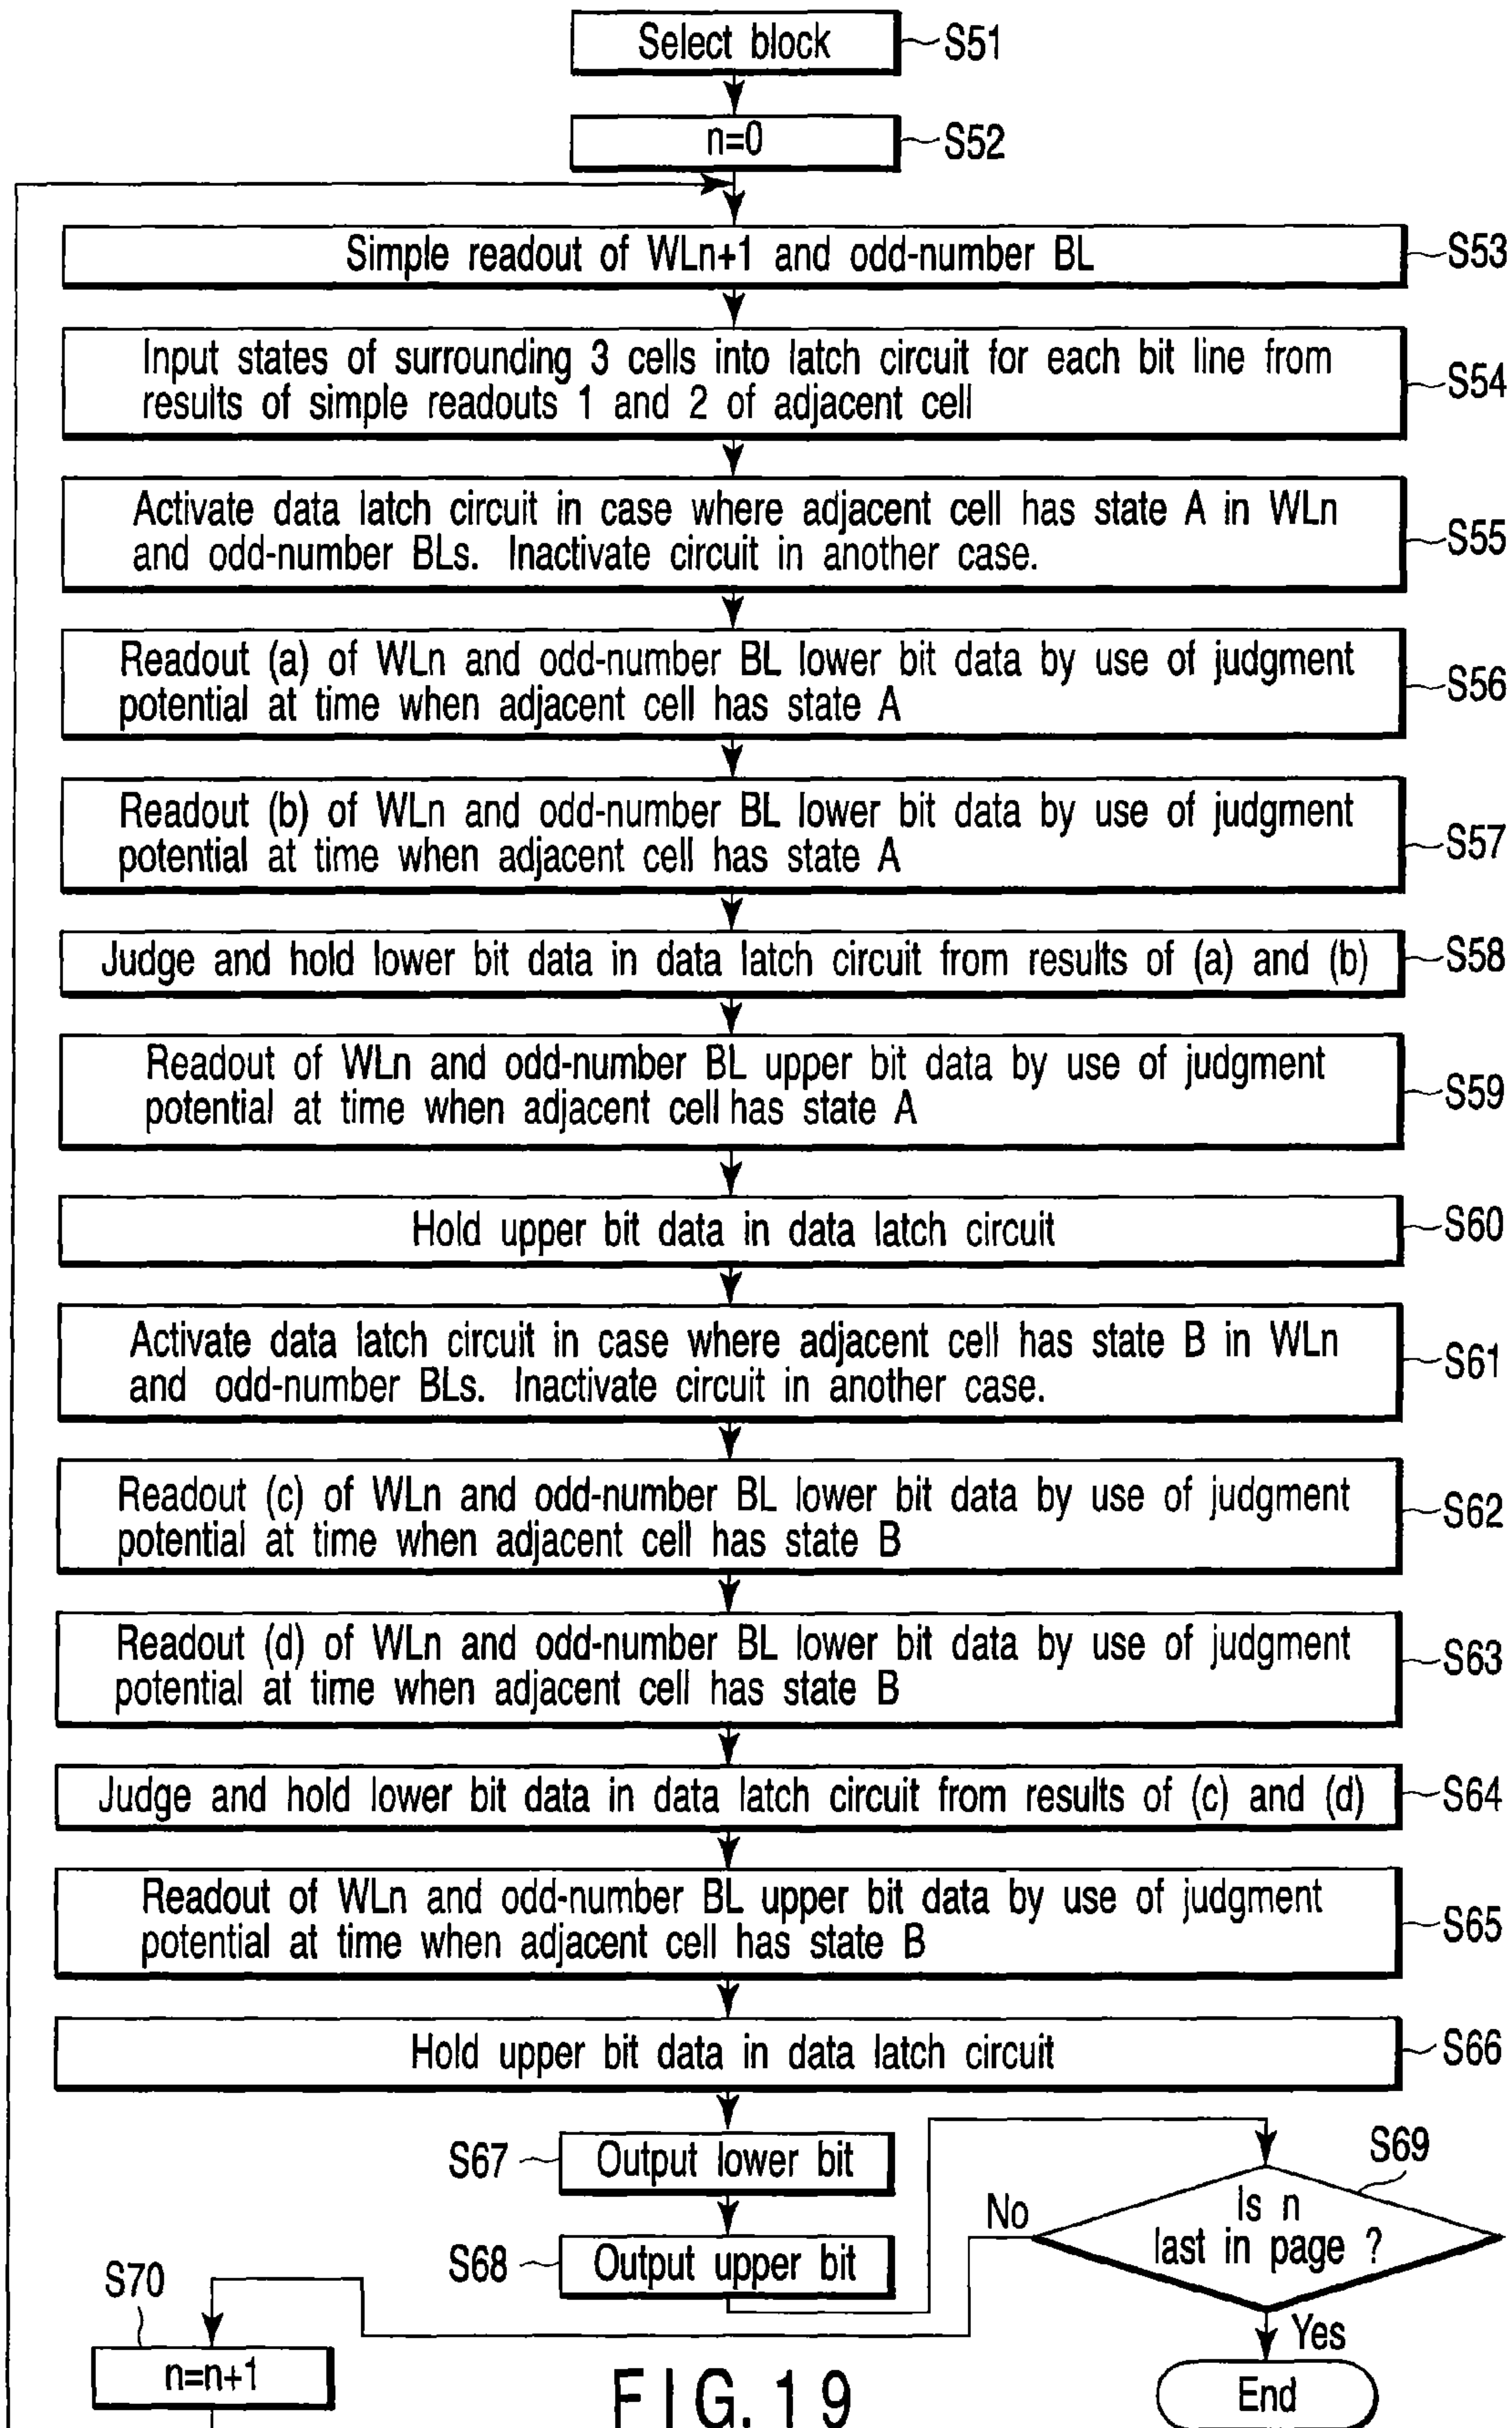 Select block
S51
n=0
S52
Simple readout of WLn+1 and odd-number BL
S53
Input states of surrounding 3 cells into latch circuit for each bit line from
results of simple readouts 1 and 2 of adjacent cell
S54
Activate data latch circuit in case where adjacent cell has state A in WLn
and odd-number BLs. Inactivate circuit in another case.
S55
Readout (a) of WLn and odd-number BL lower bit data by use of judgment
potential at time when adjacent cell has state A
S56
Readout (b) of WLn and odd-number BL lower bit data by use of judgment
potential at time when adjacent cell has state A
S57
Judge and hold lower bit data in data latch circuit from results of (a) and (b)
S58
Readout of WLn and odd-number BL upper bit data by use of judgment
potential at time when adjacent cell has state A
S59
Hold upper bit data in data latch circuit
S60
Activate data latch circuit in case where adjacent cell has state B in WLn
and odd-number BLs. Inactivate circuit in another case.
S61
Readout (c) of WLn and odd-number BL lower bit data by use of judgment
potential at time when adjacent cell has state B
S62
Readout (d) of WLn and odd-number BL lower bit data by use of judgment
potential at time when adjacent cell has state B
S63
Judge and hold lower bit data in data latch circuit from results of (c) and (d)
S64
Readout of WLn and odd-number BL upper bit data by use of judgment
potential at time when adjacent cell has state B
S65
Hold upper bit data in data latch circuit
S66
S67
Output lower bit
S68
Output upper bit
S69
Is n
last in page ?
No
Yes
S70
n=n+1
End
FIG.19